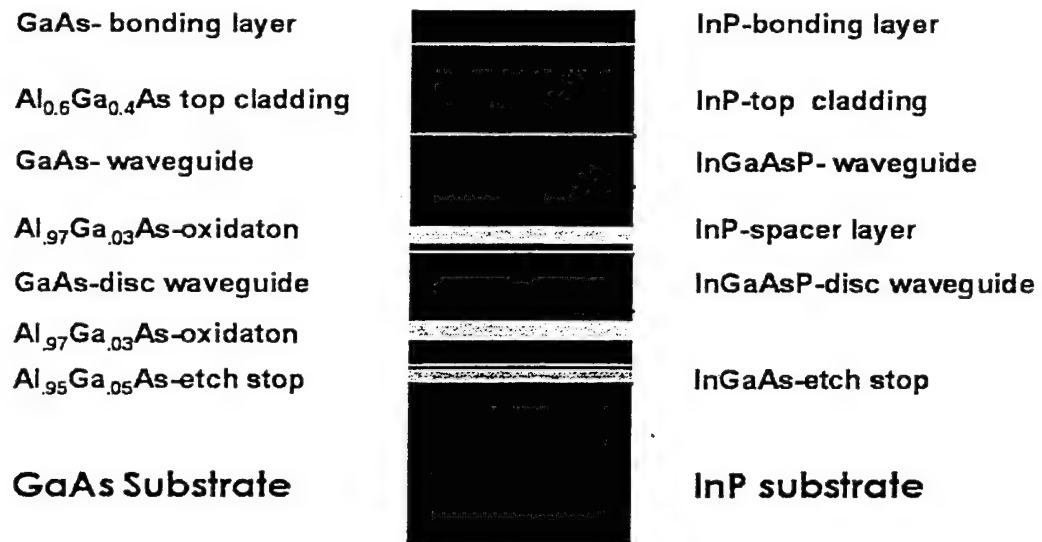 GaAs- bonding layer
Al0.6Ga0.4As top cladding
GaAs- waveguide
Al.97Ga.03As-oxidaton
GaAs-disc waveguide
Al.97Ga.03As-oxidaton
Al.95Ga.05As-etch stop
GaAs Substrate
InP-bonding layer
InP-top cladding
InGaAsP- waveguide
InP-spacer layer
InGaAsP-disc waveguide
InGaAs-etch stop
InP substrate